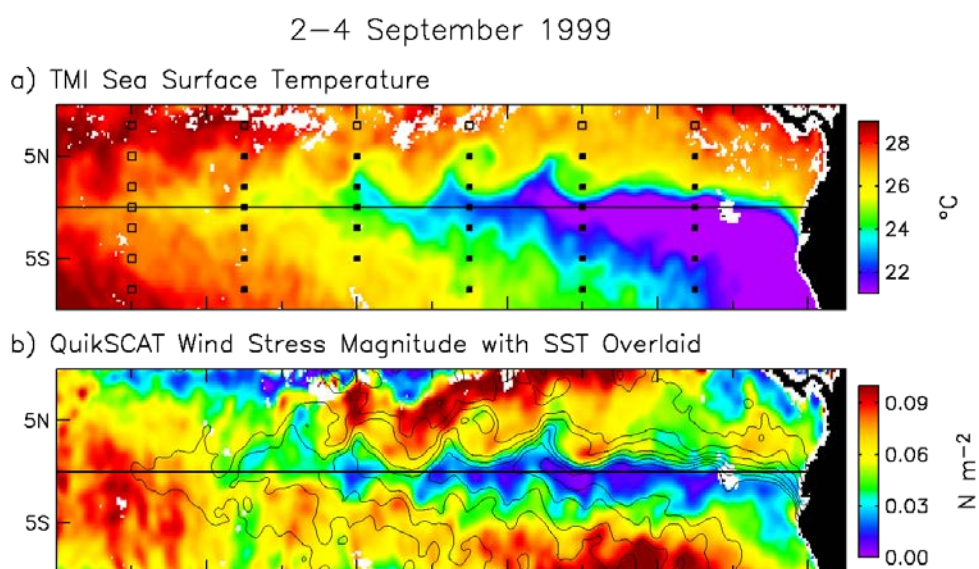 2–4 September 1999
a) TMI Sea Surface Temperature
5N
5S
28
26
24
22
°C
b) QuikSCAT Wind Stress Magnitude with SST Overlaid
5N
5S
0.09
0.06
0.03
0.00
N m⁻²